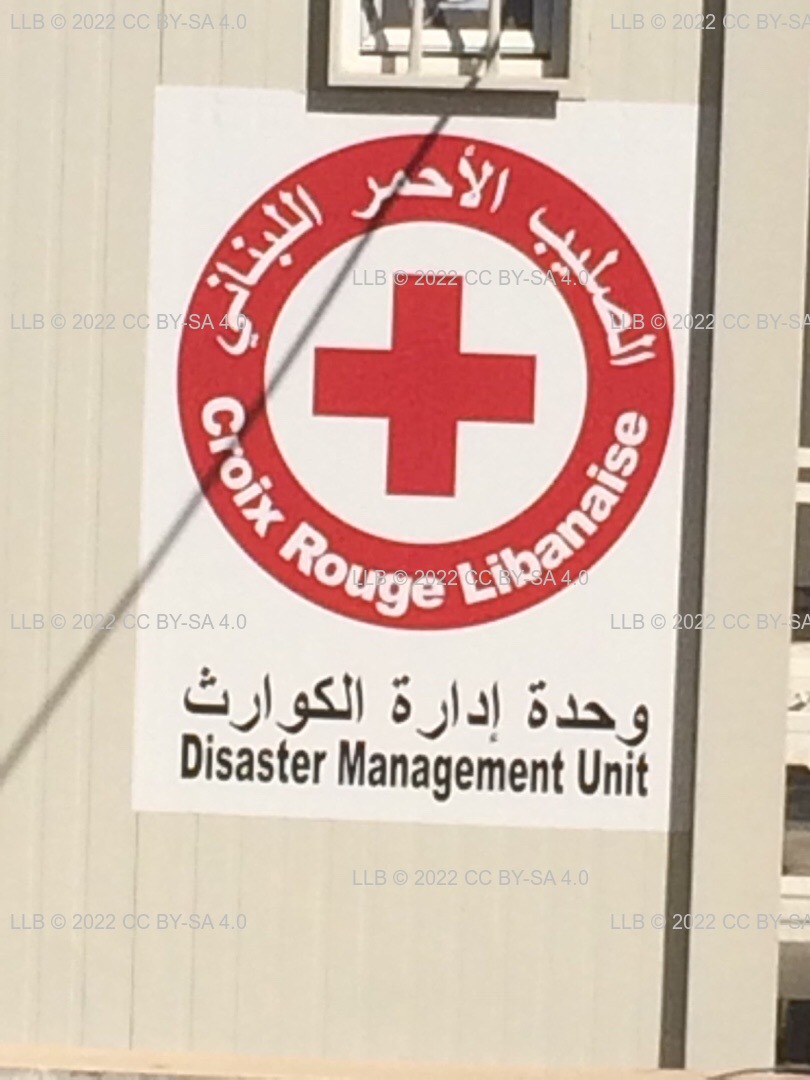 الصليب الأحمر اللبناني
Croix Rouge Libanaise
وحدة إدارة الكوارث
Disaster Management Unit
LLB © 2022 CC BY-SA 4.0